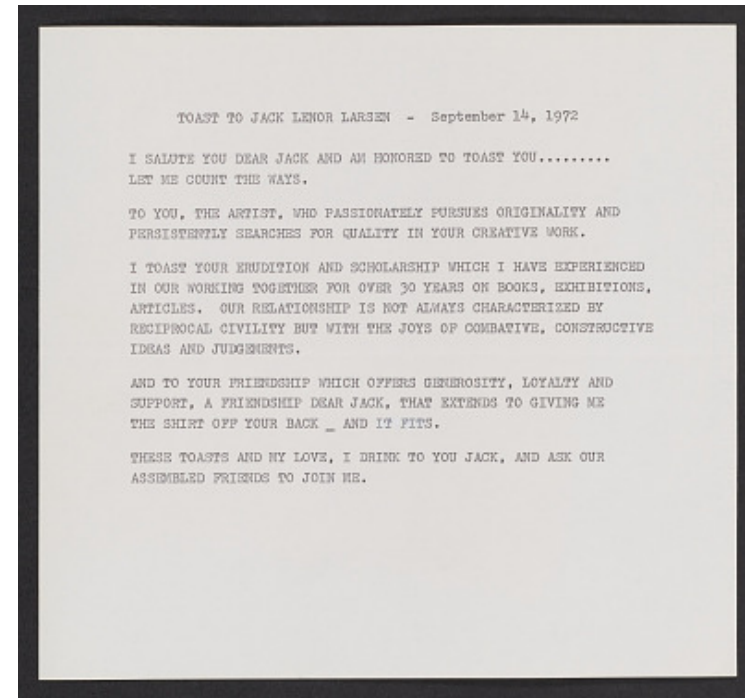 TOAST TO JACK LENOR LARSEN - September 14, 1972
I SALUTE YOU DEAR JACK AND AM HONORED TO TOAST YOU.........
LET ME COUNT THE WAYS.
TO YOU, THE ARTIST, WHO PASSIONATELY PURSUES ORIGINALITY AND
PERSISTENTLY SEARCHES FOR QUALITY IN YOUR CREATIVE WORK.
I TOAST YOUR ERUDITION AND SCHOLARSHIP WHICH I HAVE EXPERIENCED
IN OUR WORKING TOGETHER FOR OVER 30 YEARS ON BOOKS, EXHIBITIONS,
ARTICLES. OUR RELATIONSHIP IS NOT ALWAYS CHARACTERIZED BY
RECIPROCAL CIVILITY BUT WITH THE JOYS OF COMBATIVE, CONSTRUCTIVE
IDEAS AND JUDGEMENTS.
AND TO YOUR FRIENDSHIP WHICH OFFERS GENEROSITY, LOYALTY AND
SUPPORT, A FRIENDSHIP DEAR JACK, THAT EXTENDS TO GIVING ME
THE SHIRT OFF YOUR BACK _ AND IT FITS.
THESE TOASTS AND MY LOVE, I DRINK TO YOU JACK, AND ASK OUR
ASSEMBLED FRIENDS TO JOIN ME.